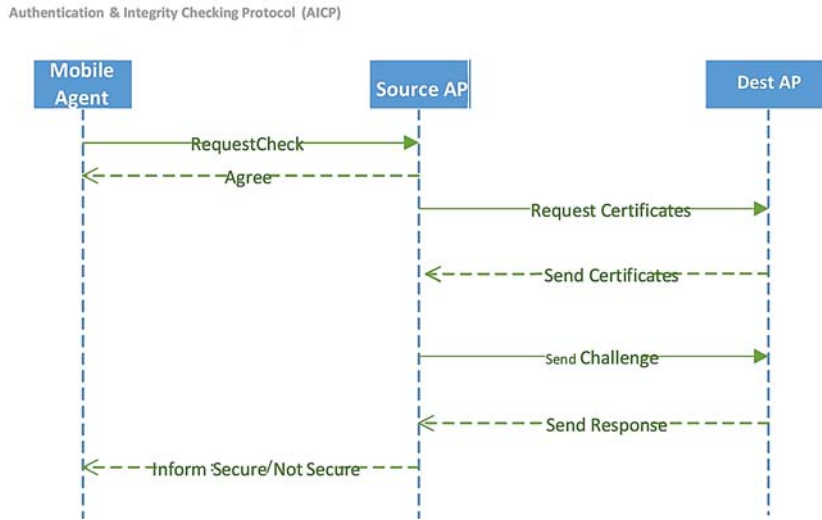 Authentication & Integrity Checking Protocol (AICP)
Mobile
Agent
Source AP
Dest AP
RequestCheck
Agree
Request Certificates
Send Certificates
Send Challenge
Send Response
Inform Secure/Not Secure